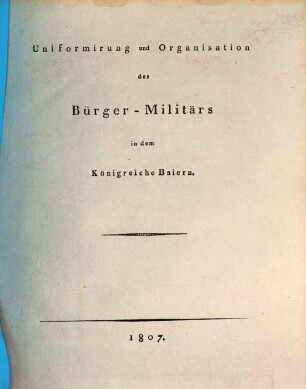 Uniformirung und Organisation
des
Bürger-Militärs
in dem
Königreiche Baiern.
1807.